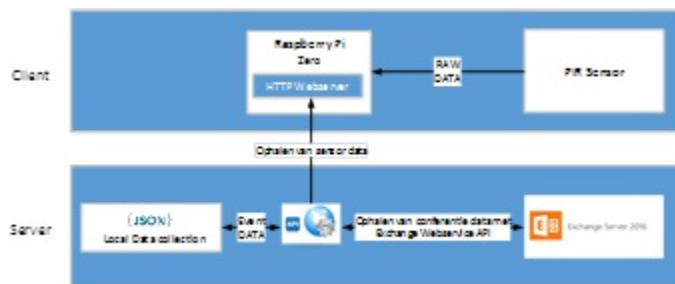 Client
Raspberry Pi
Zero
HTTP Webserver
RAW
DATA
PIR Sensor
Ophalen van sensor data
Server
{JSON}
Local Data collection
Event
DATA
API
Ophalen van conferentie data met
Exchange Webservice API
Exchange Server 2016